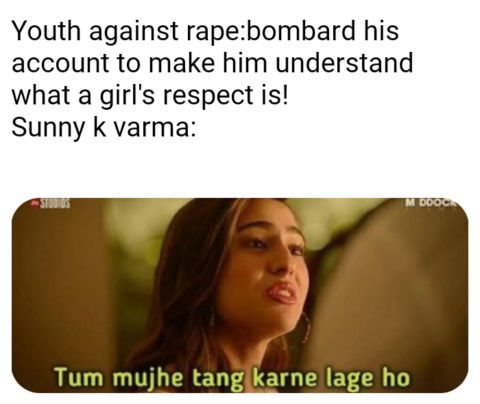 Youth against rape:bombard his
account to make him understand
what a girl's respect is!
Sunny k varma:
STUDIOS
M DDOCK
Tum mujhe tang karne lage ho